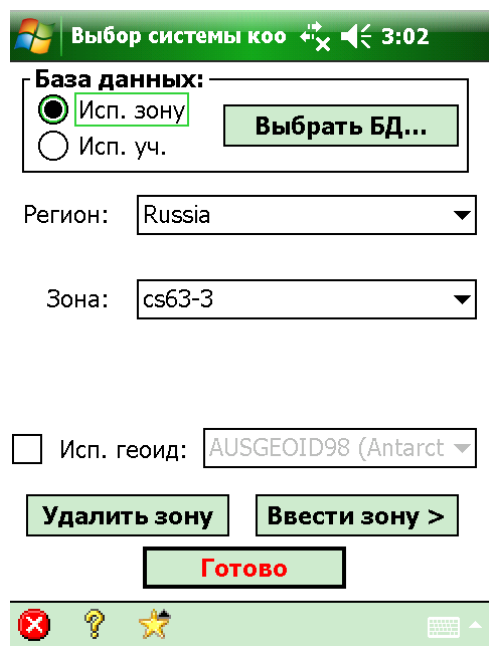 Выбор системы коо 3:02
База данных:
Исп. зону
Выбрать БД...
Исп. уч.
Регион: Russia
Зона: cs63-3
Исп. геоид: AUSGEOID98 (Antarct
Удалить зону Ввести зону >
Готово